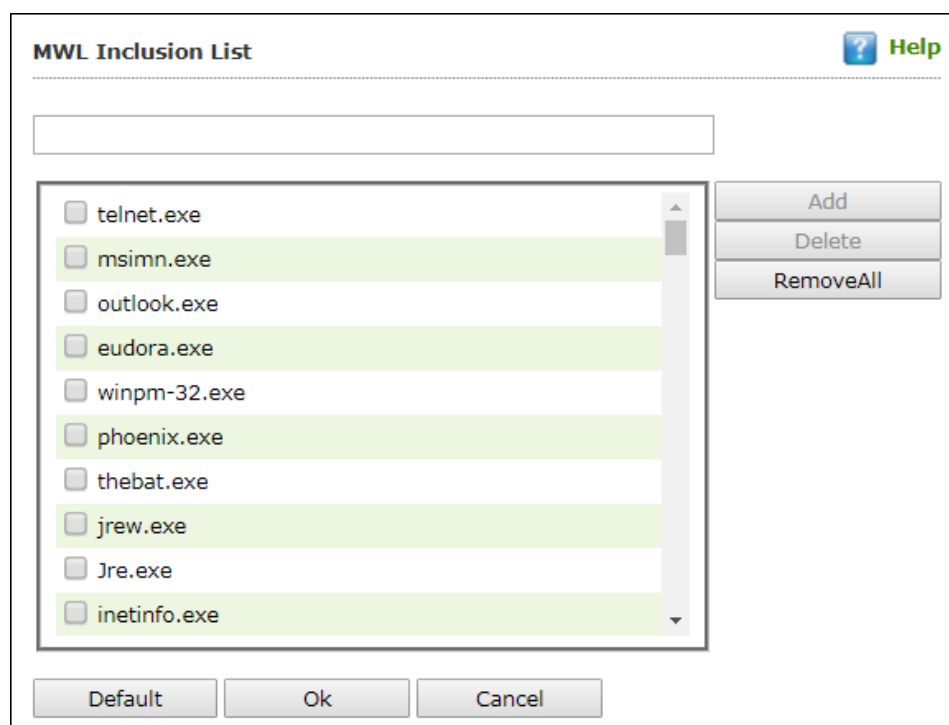 MWL Inclusion List
? Help
telnet.exe
msimn.exe
outlook.exe
eudora.exe
winpm-32.exe
phoenix.exe
thebat.exe
jrew.exe
Jre.exe
inetinfo.exe
Add
Delete
RemoveAll
Default Ok Cancel